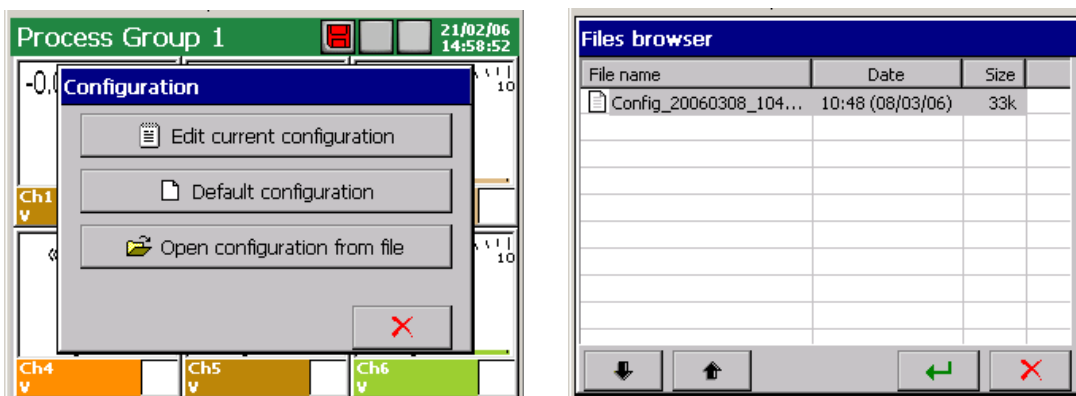 Process Group 1
21/02/06
14:58:52
-0.0
10
Configuration
Edit current configuration
Default configuration
Open configuration from file
Ch1
V
10
Ch4
V
Ch5
V
Ch6
V
Files browser
File name Date Size
Config_20060308_104... 10:48 (08/03/06) 33k